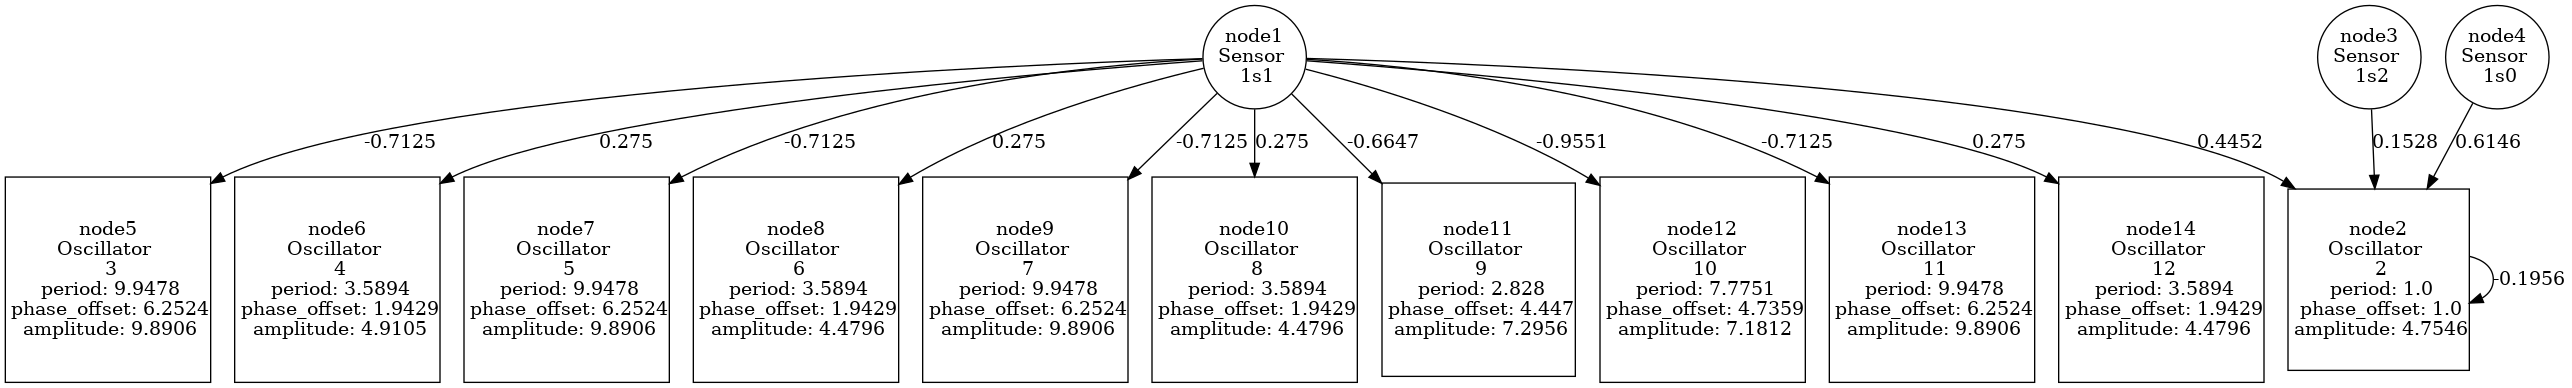 node1
Sensor
1s1
node3
Sensor
1s2
node4
Sensor
1s0
-0.7125
0.275
-0.7125
0.275
-0.7125
0.275
-0.6647
-0.9551
-0.7125
0.275
0.4452
0.1528
0.6146
node5
Oscillator
3
period: 9.9478
phase_offset: 6.2524
amplitude: 9.8906
node6
Oscillator
4
period: 3.5894
phase_offset: 1.9429
amplitude: 4.9105
node7
Oscillator
5
period: 9.9478
phase_offset: 6.2524
amplitude: 9.8906
node8
Oscillator
6
period: 3.5894
phase_offset: 1.9429
amplitude: 4.4796
node9
Oscillator
7
period: 9.9478
phase_offset: 6.2524
amplitude: 9.8906
node10
Oscillator
8
period: 3.5894
phase_offset: 1.9429
amplitude: 4.4796
node11
Oscillator
9
period: 2.828
phase_offset: 4.447
amplitude: 7.2956
node12
Oscillator
10
period: 7.7751
phase_offset: 4.7359
amplitude: 7.1812
node13
Oscillator
11
period: 9.9478
phase_offset: 6.2524
amplitude: 9.8906
node14
Oscillator
12
period: 3.5894
phase_offset: 1.9429
amplitude: 4.4796
node2
Oscillator
2
period: 1.0
phase_offset: 1.0
amplitude: 4.7546
-0.1956